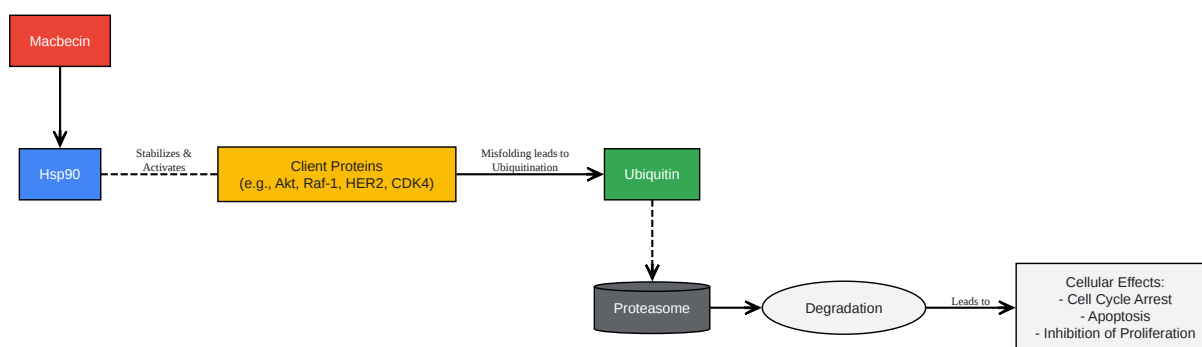 Macbecin
Hsp90
Stabilizes &
Activates
Client Proteins
(e.g., Akt, Raf-1, HER2, CDK4)
Misfolding leads to
Ubiquitination
Ubiquitin
Proteasome
Degradation
Leads to
Cellular Effects:
- Cell Cycle Arrest
- Apoptosis
- Inhibition of Proliferation